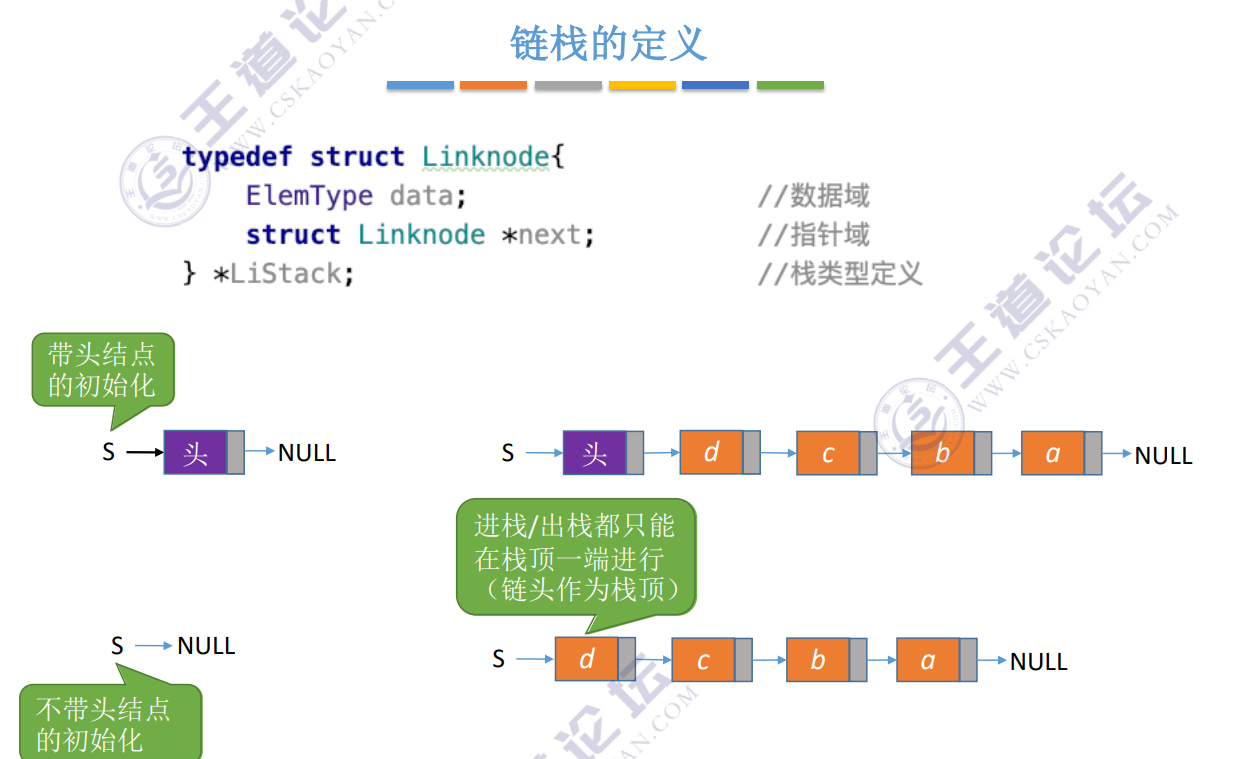 链栈的定义
typedef struct Linknode{
ElemType data; //数据域
struct Linknode *next; //指针域
} *LiStack; //栈类型定义
带头结点
的初始化
S 头 NULL
S 头 d c b a NULL
进栈/出栈都只能
在栈顶一端进行
（链头作为栈顶）
S NULL
S d c b a NULL
不带头结点
的初始化
王道论坛
WWW.CSKAOYAN.COM
王道论坛
WWW.CSKAOYAN.COM
论坛
AN.COM